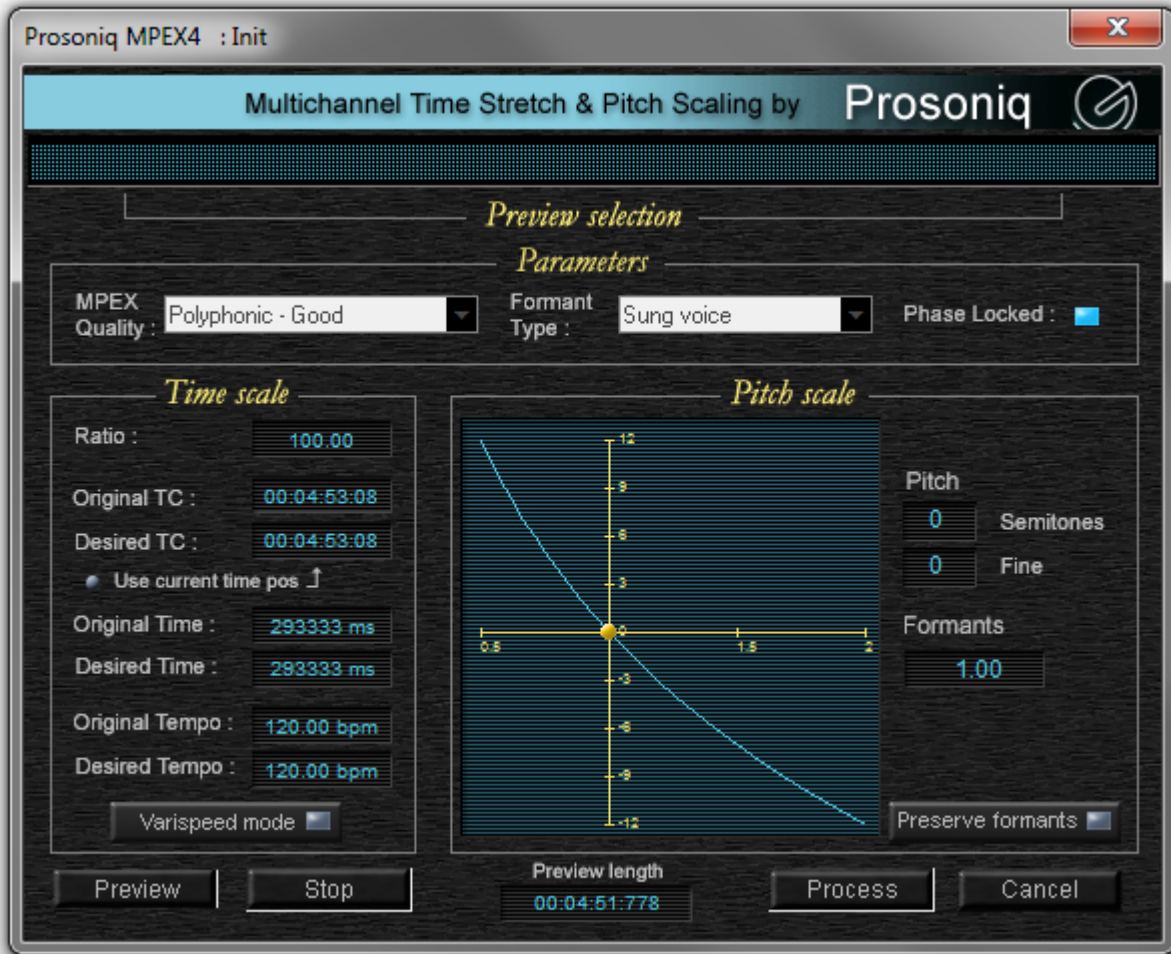 Prosoniq MPEX4 : Init
Multichannel Time Stretch & Pitch Scaling by Prosoniq
Preview selection
Parameters
MPEX Quality : Polyphonic - Good
Formant Type : Sung voice
Phase Locked :
Time scale
Ratio : 100.00
Original TC : 00:04:53:08
Desired TC : 00:04:53:08
Use current time pos
Original Time : 293333 ms
Desired Time : 293333 ms
Original Tempo : 120.00 bpm
Desired Tempo : 120.00 bpm
Varispeed mode
Pitch scale
12
9
6
3
0
0.5
1.5
2
-3
-6
-9
-12
Pitch
0 Semitones
0 Fine
Formants
1.00
Preserve formants
Preview
Stop
Preview length
00:04:51:778
Process
Cancel